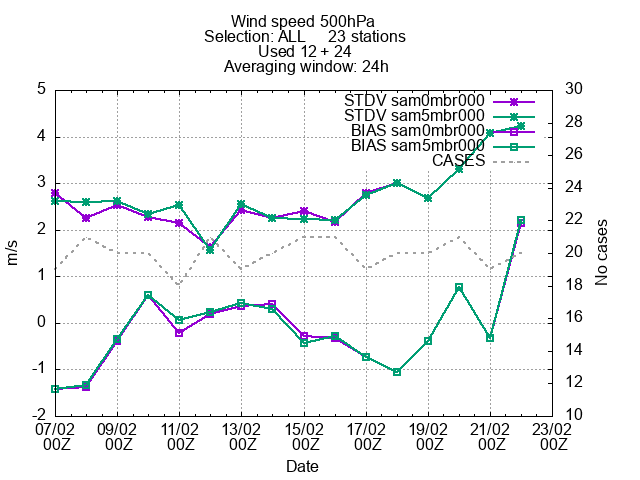 Wind speed 500hPa
Selection: ALL 23 stations
Used 12 + 24
Averaging window: 24h
STDV sam0mbr000
STDV sam5mbr000
BIAS sam0mbr000
BIAS sam5mbr000
CASES
5
4
3
2
1
0
-1
-2
m/s
30
28
26
24
22
20
18
16
14
12
10
No cases
07/02 09/02 11/02 13/02 15/02 17/02 19/02 21/02 23/02
00Z 00Z 00Z 00Z 00Z 00Z 00Z 00Z 00Z
Date